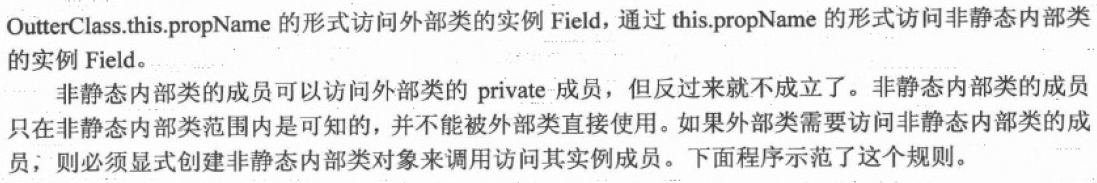 OutterClass.this.propName 的形式访问外部类的实例 Field，通过 this.propName 的形式访问非静态内部类
的实例 Field。
非静态内部类的成员可以访问外部类的 private 成员，但反过来就不成立了。非静态内部类的成员
只在非静态内部类范围内是可知的，并不能被外部类直接使用。如果外部类需要访问非静态内部类的成
员，则必须显式创建非静态内部类对象来调用访问其实例成员。下面程序示范了这个规则。